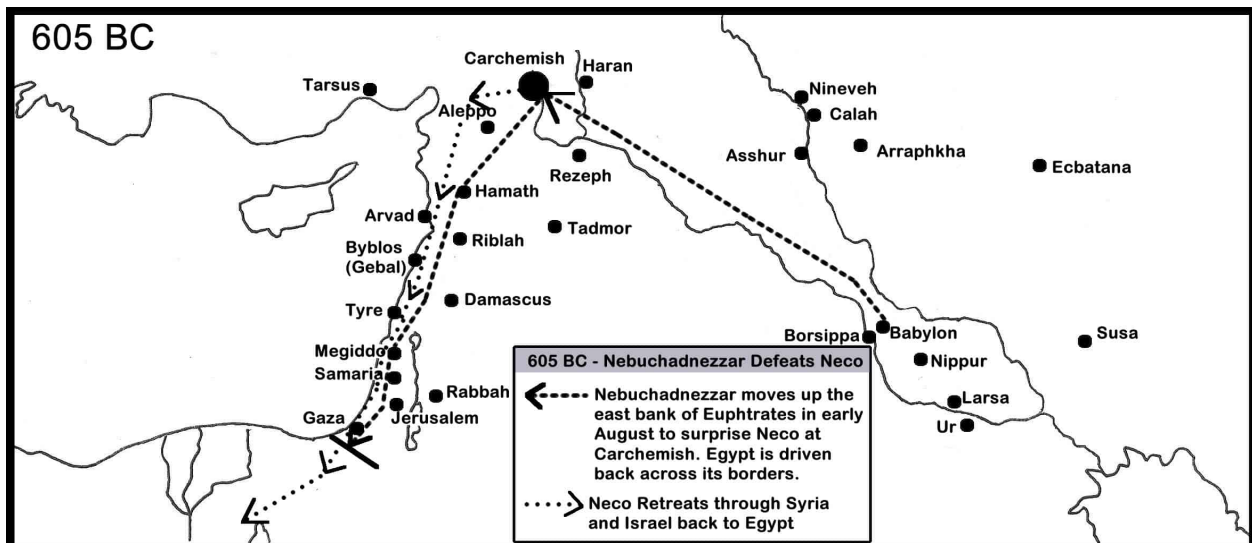 605 BC
Carchemish
Haran
Tarsus
Nineveh
Calah
Aleppo
Asshur
Arraphkha
Ecbatana
Rezeph
Hamath
Arvad
Tadmor
Riblah
Byblos
(Gebal)
Damascus
Tyre
Borsippa
Babylon
Susa
Megiddo
Nippur
Samaria
Rabbah
Larsa
Gaza
Jerusalem
Ur
605 BC - Nebuchadnezzar Defeats Neco
Nebuchadnezzar moves up the
east bank of Euphtrates in early
August to surprise Neco at
Carchemish. Egypt is driven
back across its borders.
Neco Retreats through Syria
and Israel back to Egypt